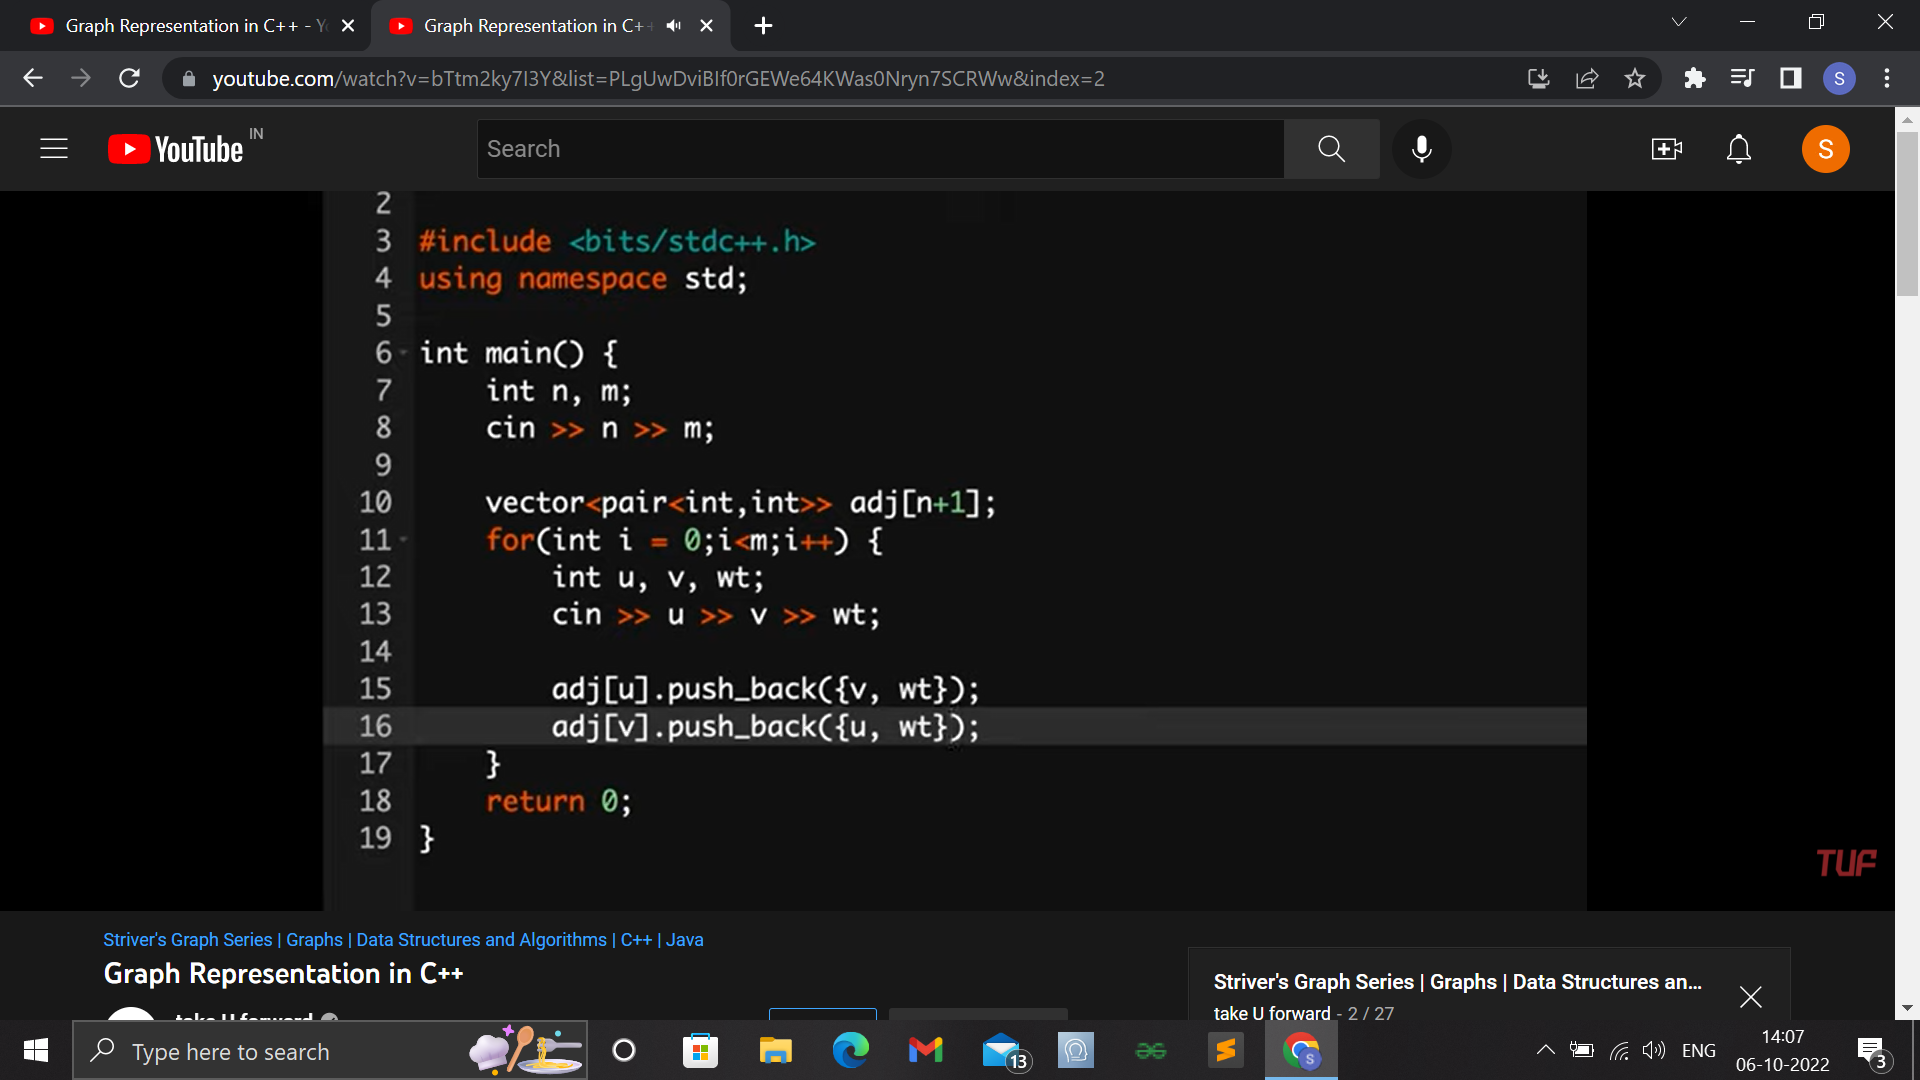 Graph Representation in C++ - Y
Graph Representation in C++
youtube.com/watch?v=bTtm2ky7I3Y&list=PLgUwDviBIf0rGEWe64KWas0Nryn7SCRWw&index=2
S
YouTube IN
Search
S
2
3 #include <bits/stdc++.h>
4 using namespace std;
5
6 int main() {
7 int n, m;
8 cin >> n >> m;
9
10 vector<pair<int,int>> adj[n+1];
11 for(int i = 0;i<m;i++) {
12 int u, v, wt;
13 cin >> u >> v >> wt;
14
15 adj[u].push_back({v, wt});
16 adj[v].push_back({u, wt});
17 }
18 return 0;
19 }
TUF
Striver's Graph Series | Graphs | Data Structures and Algorithms | C++ | Java
Graph Representation in C++
take U forward
Striver's Graph Series | Graphs | Data Structures an...
take U forward - 2 / 27
Type here to search
13
S
S
ENG
14:07
06-10-2022
3